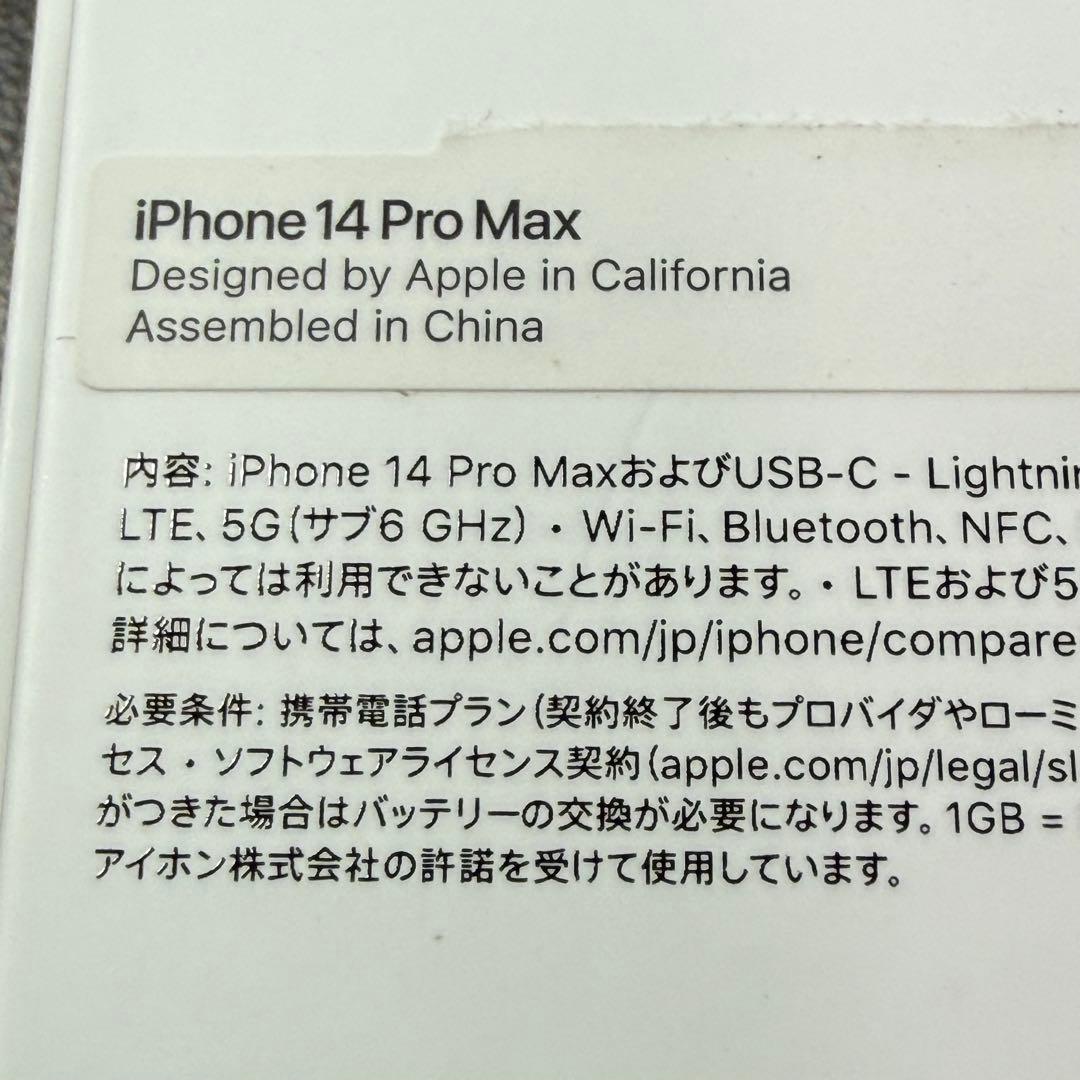 iPhone 14 Pro Max
Designed by Apple in California
Assembled in China
内容: iPhone 14 Pro MaxおよびUSB-C - Lightnin
LTE、5G(サブ6 GHz)・Wi-Fi、Bluetooth、NFC、
によっては利用できないことがあります。・LTEおよび5
詳細については、apple.com/jp/iphone/compare
必要条件: 携帯電話プラン(契約終了後もプロバイダやローミ
セス・ソフトウェアライセンス契約(apple.com/jp/legal/sl
がつきた場合はバッテリーの交換が必要になります。1GB =
アイホン株式会社の許諾を受けて使用しています。